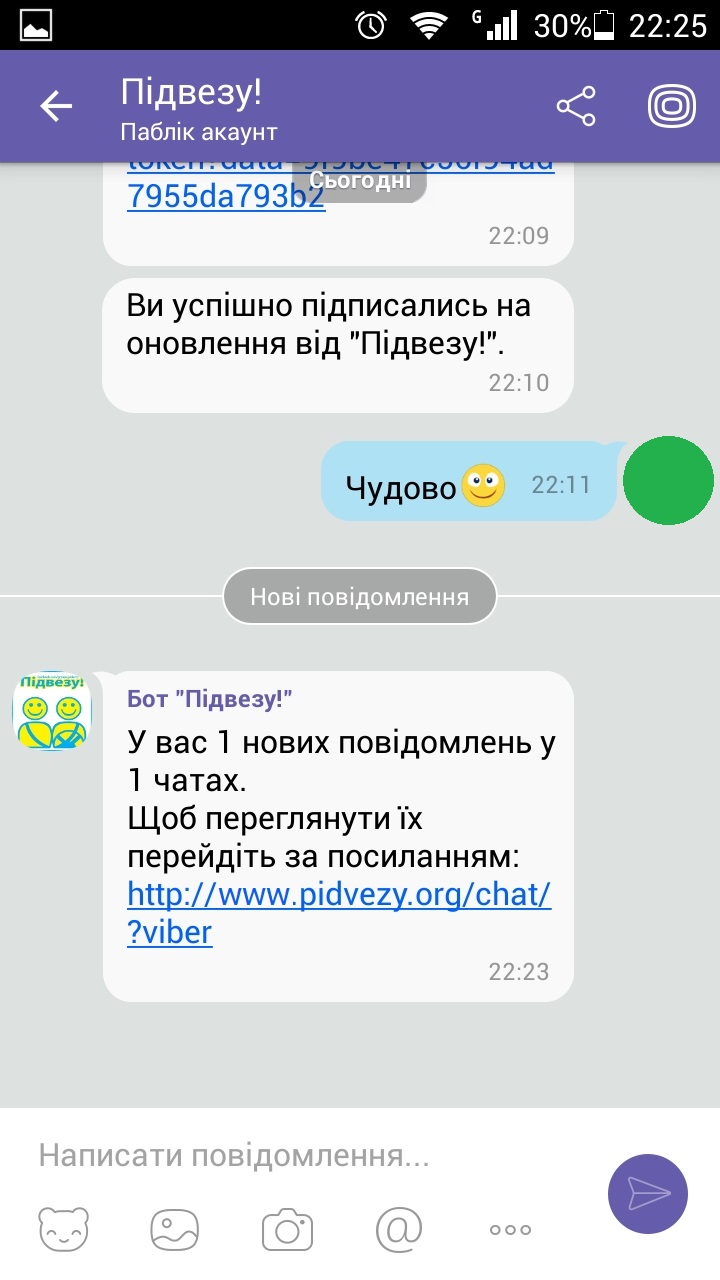 G
30%
22:25
Підвезу!
Паблік акаунт
Сьогодні
7955da793b2
22:09
Ви успішно підписались на
оновлення від "Підвезу!".
22:10
Чудово
22:11
Нові повідомлення
Підвезу!
Бот "Підвезу!"
У вас 1 нових повідомлень у
1 чатах.
Щоб переглянути їх
перейдіть за посиланням:
http://www.pidvezy.org/chat/
?viber
22:23
Написати повідомлення...